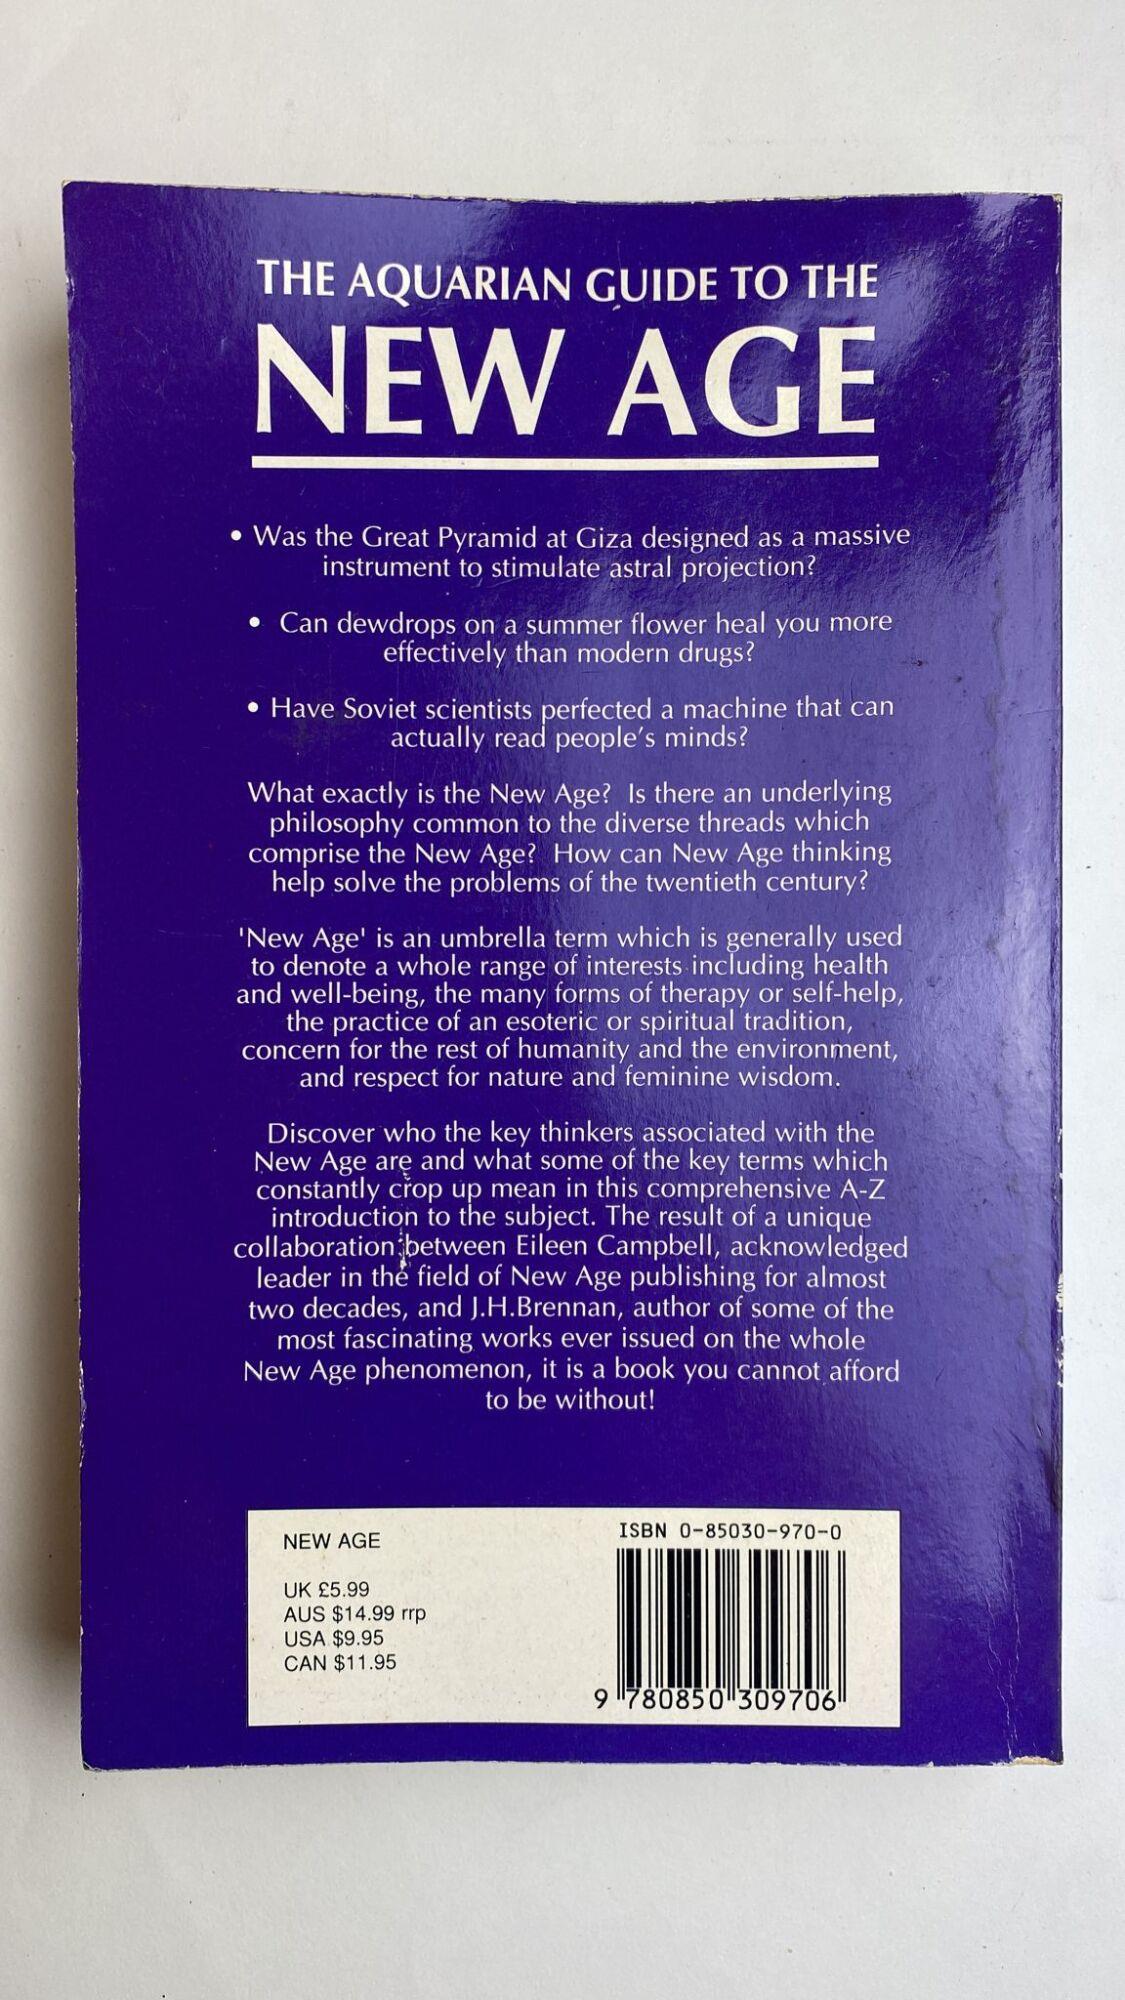 THE AQUARIAN GUIDE TO THE
NEW AGE
• Was the Great Pyramid at Giza designed as a massive
instrument to stimulate astral projection?
• Can dewdrops on a summer flower heal you more
effectively than modern drugs?
• Have Soviet scientists perfected a machine that can
actually read people's minds?
What exactly is the New Age? Is there an underlying
philosophy common to the diverse threads which
comprise the New Age? How can New Age thinking
help solve the problems of the twentieth century?
'New Age' is an umbrella term which is generally used
to denote a whole range of interests including health
and well-being, the many forms of therapy or self-help,
the practice of an esoteric or spiritual tradition,
concern for the rest of humanity and the environment,
and respect for nature and feminine wisdom.
Discover who the key thinkers associated with the
New Age are and what some of the key terms which
constantly crop up mean in this comprehensive A-Z
introduction to the subject. The result of a unique
collaboration between Eileen Campbell, acknowledged
leader in the field of New Age publishing for almost
two decades, and J.H.Brennan, author of some of the
most fascinating works ever issued on the whole
New Age phenomenon, it is a book you cannot afford
to be without!
NEW AGE
UK £5.99
AUS $14.99 rrp
USA $9.95
CAN $11.95
ISBN 0-85030-970-0
9 780850 309706